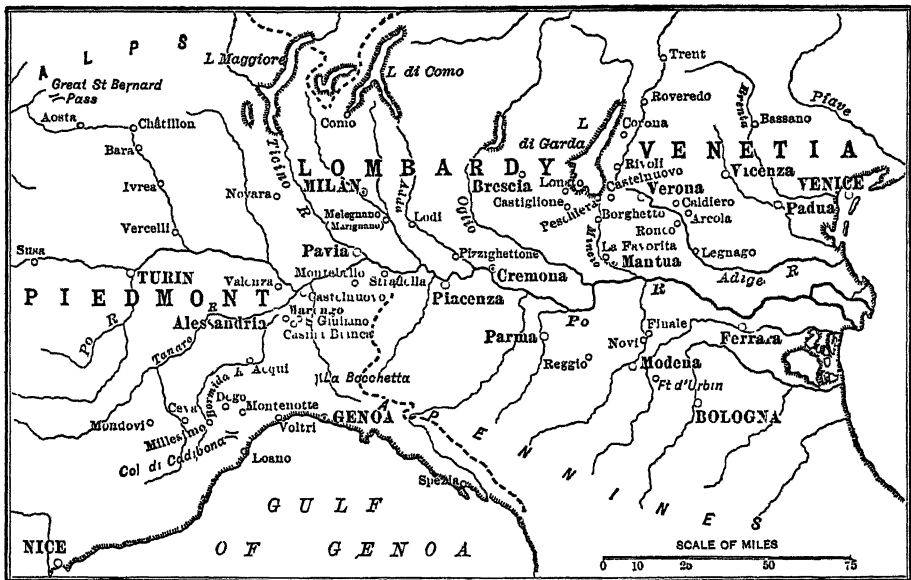 ALPS
Great St Bernard
Pass
Aosta
Châtillon
Bara
Ivrea
Vercelli
Novara
L Maggiore
L di Como
Como
Ticino R
LOMBARDY
MILAN
Melegnano
(Marignano)
Adda
Lodi
Oglio
Brescia
L
di Garda
Lonato
Castiglione
Peschiera
Trent
Roveredo
Corona
Rivoli
Castelnuovo
Verona
Borghetto
Mincio
La Favorita
Mantua
Caldiero
Arcola
Ronco
Legnago
Adige R
VENETIA
Brenta
Bassano
Piave
Vicenza
Padua
VENICE
Susa
TURIN
PIEDMONT
Po R
Tanaro R
Valenza
Alessandria
Pavia
Montebello
Stradella
Castelnuovo
Marengo
S Giuliano
Casina Bianca
Piacenza
Pizzighettone
Cremona
Po R
Parma
Reggio
Novi
Finale
Modena
Ft d'Urbin
Ferrara
BOLOGNA
Acqui
Bormida R
La Bocchetta
Mondovi
Ceva
Dego
Montenotte
Millesimo
Col di Cadibona
Voltri
GENOA
Loano
Spezia
APENNINES
GULF
OF GENOA
NICE
SCALE OF MILES
0 10 25 50 75